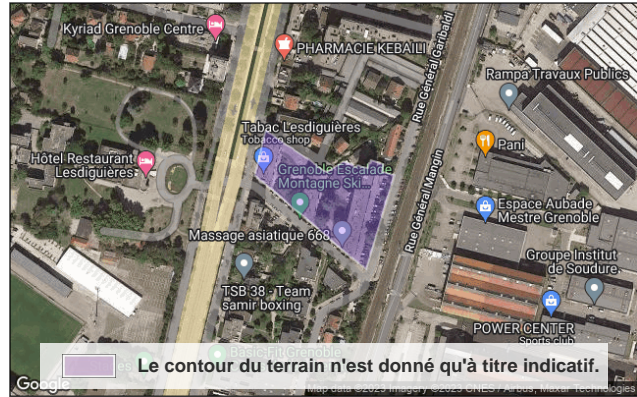 Kyriad Grenoble Centre
PHARMACIE KEBAILI
Rue Général Garibaldi
Rampa Travaux Publics
Tabac Lesdiguières
Tobacco shop
Pani
Hôtel Restaurant
Lesdiguières
Grenoble Escalade
Montagne Ski
Rue Général Mangin
Espace Aubade
Mestre Grenoble
Massage asiatique 668
Groupe Institut
de Soudure
TSB 38 - Team
samir boxing
POWER CENTER
Sports club
Basic-Fit Grenoble
Le contour du terrain n'est donné qu'à titre indicatif.
Google
Map data ©2023 Imagery ©2023 CNES / Airbus, Maxar Technologies